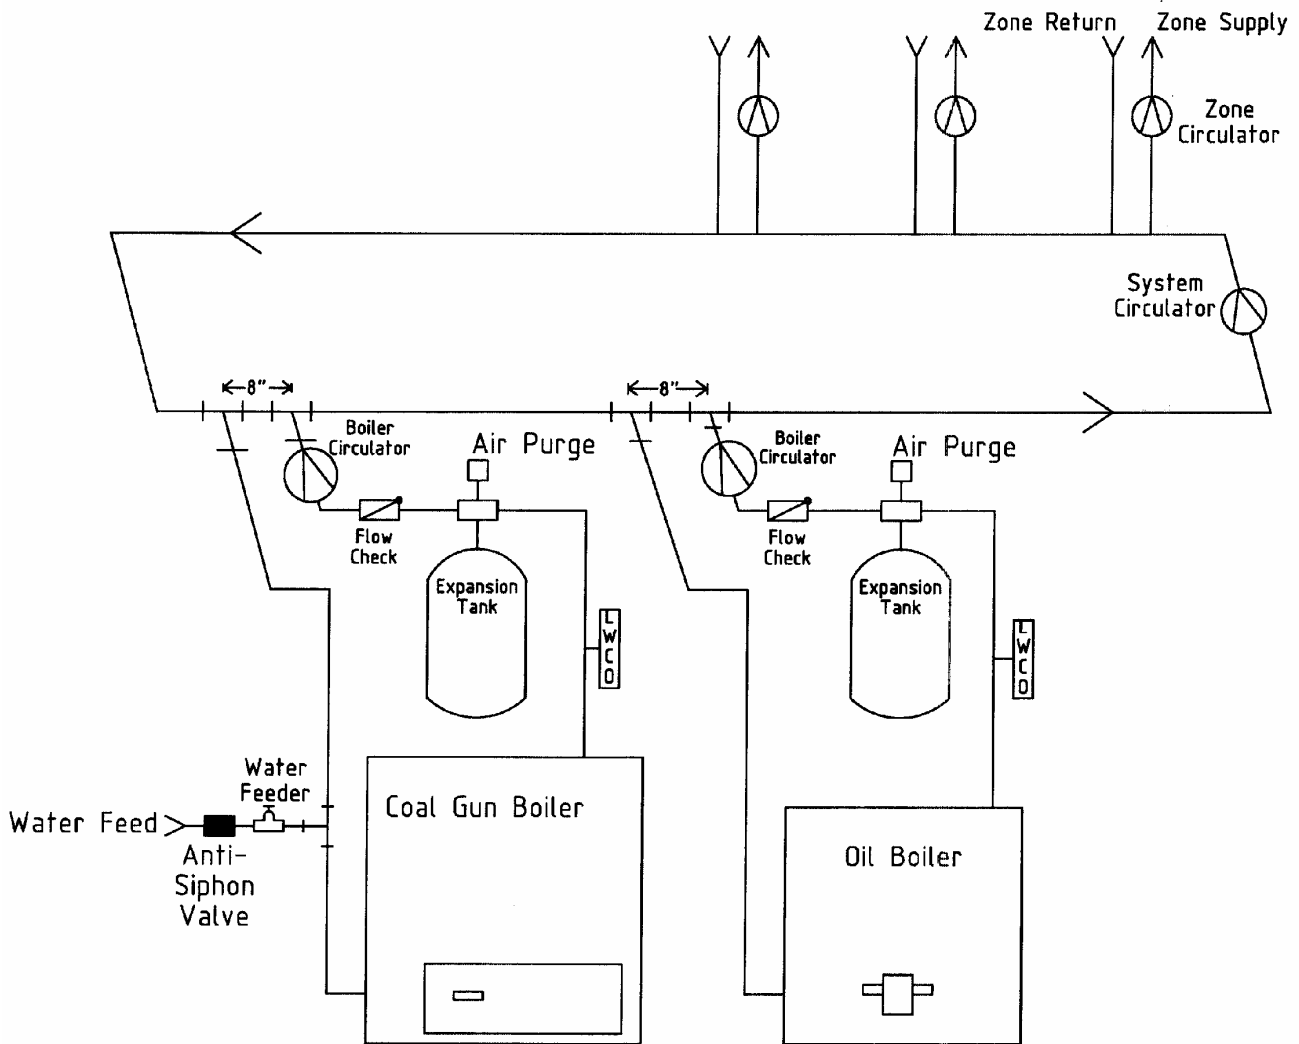 Zone Return
Zone Supply
Zone
Circulator
System
Circulator
8"
8"
Boiler
Circulator
Air Purge
Boiler
Circulator
Air Purge
Flow
Check
Flow
Check
Expansion
Tank
Expansion
Tank
LWCO
LWCO
Water
Feeder
Water Feed
Anti-
Siphon
Valve
Coal Gun Boiler
Oil Boiler